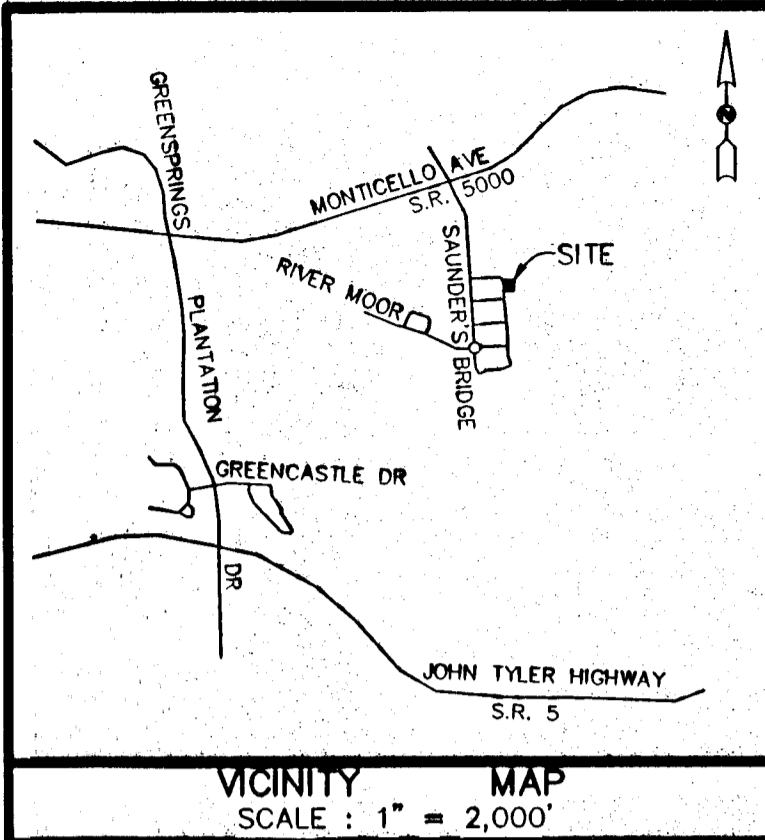 GREENSPRINGS
PLANTATION
DR
MONTICELLO AVE
S.R. 5000
SAUNDER'S BRIDGE
SITE
RIVER MOOR
GREENCASTLE DR
JOHN TYLER HIGHWAY
S.R. 5
N
VICINITY MAP
SCALE : 1" = 2,000'